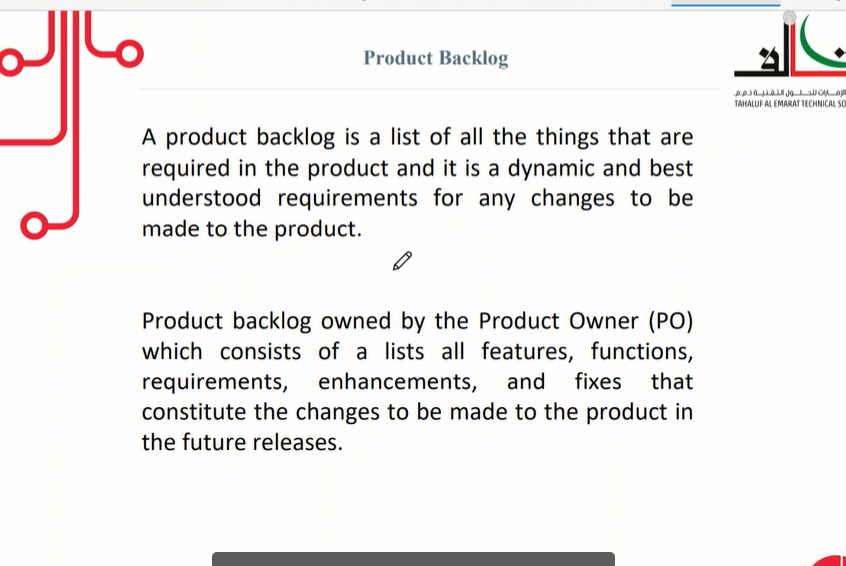 Product Backlog
TAHALUF AL EMARAT TECHNICAL SO
A product backlog is a list of all the things that are
required in the product and it is a dynamic and best
understood requirements for any changes to be
made to the product.
Product backlog owned by the Product Owner (PO)
which consists of a lists all features, functions,
requirements, enhancements, and fixes that
constitute the changes to be made to the product in
the future releases.